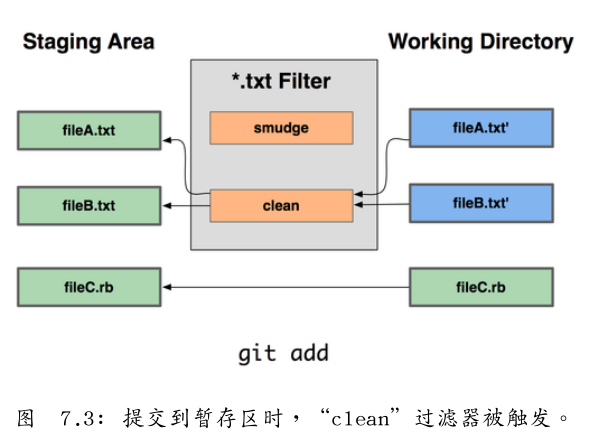 Staging Area
Working Directory
*.txt Filter
fileA.txt
smudge
fileA.txt'
fileB.txt
clean
fileB.txt'
fileC.rb
fileC.rb
git add
图 7.3: 提交到暂存区时，“clean”过滤器被触发。